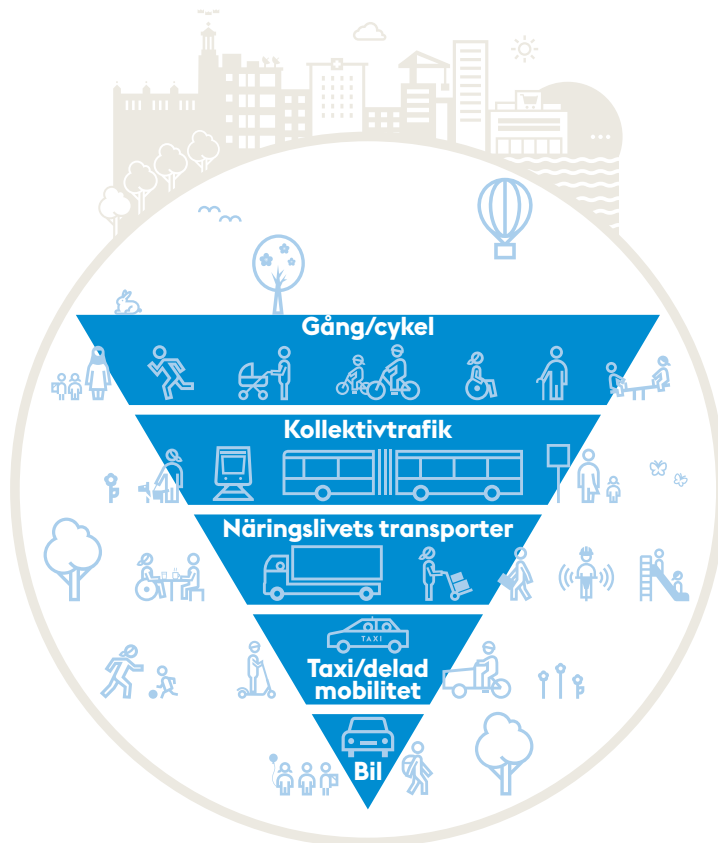 Gång/cykel
Kollektivtrafik
Näringslivets transporter
TAXI
Taxi/delad
mobilitet
Bil